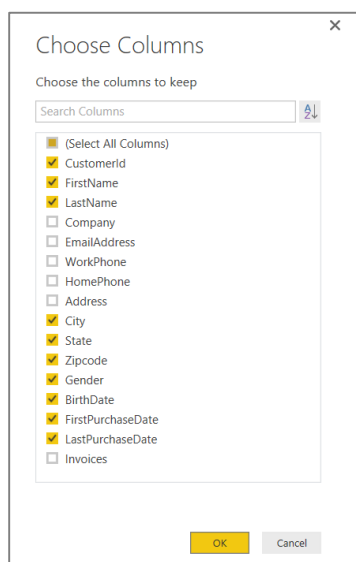 Choose Columns
Choose the columns to keep
Search Columns
A
Z
(Select All Columns)
CustomerId
FirstName
LastName
Company
EmailAddress
WorkPhone
HomePhone
Address
City
State
Zipcode
Gender
BirthDate
FirstPurchaseDate
LastPurchaseDate
Invoices
OK Cancel